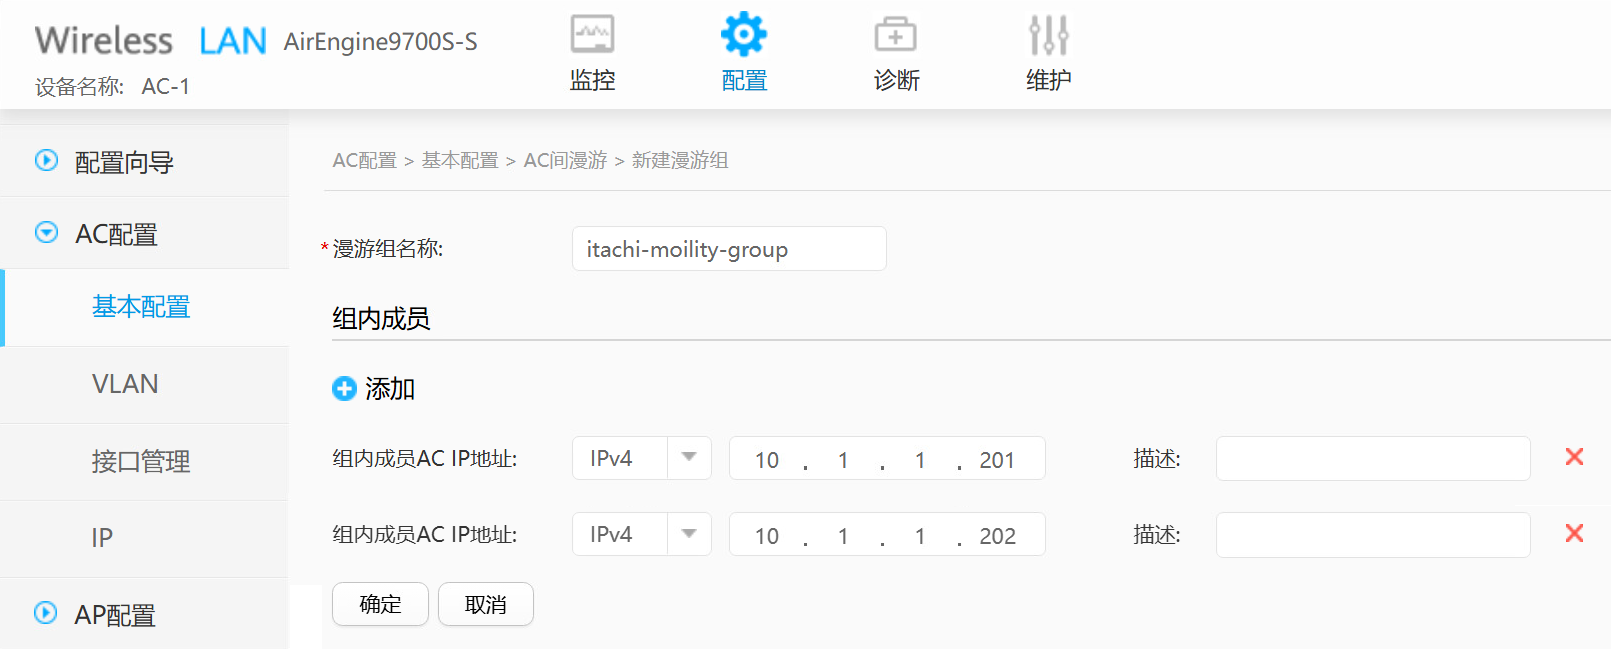 Wireless LAN AirEngine9700S-S
设备名称: AC-1
监控
配置
诊断
维护
配置向导
AC配置
基本配置
VLAN
接口管理
IP
AP配置
AC配置 > 基本配置 > AC间漫游 > 新建漫游组
* 漫游组名称: itachi-moility-group
组内成员
添加
组内成员AC IP地址: IPv4 10 . 1 . 1 . 201 描述:
组内成员AC IP地址: IPv4 10 . 1 . 1 . 202 描述:
确定 取消